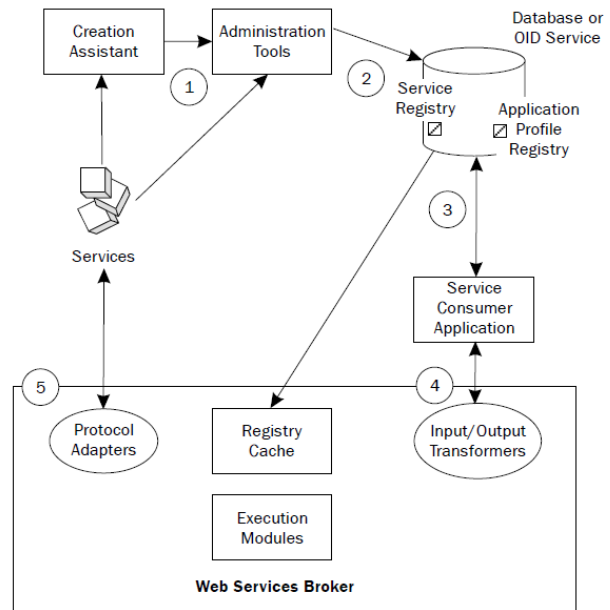 Creation
Assistant
Administration
Tools
Database or
OID Service
1
2
Service
Registry
Application
Profile
Registry
3
Services
Service
Consumer
Application
5
4
Protocol
Adapters
Registry
Cache
Input/Output
Transformers
Execution
Modules
Web Services Broker